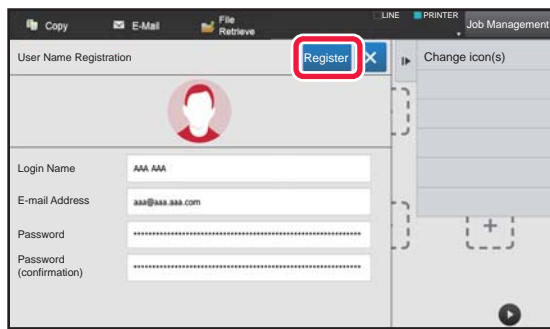 Copy
E-Mail
File
Retrieve
LINE
PRINTER
Job Management
User Name Registration
Register
Change icon(s)
Login Name
AAA AAA
E-mail Address
aaa@aaa.aaa.com
Password
Password
(confirmation)